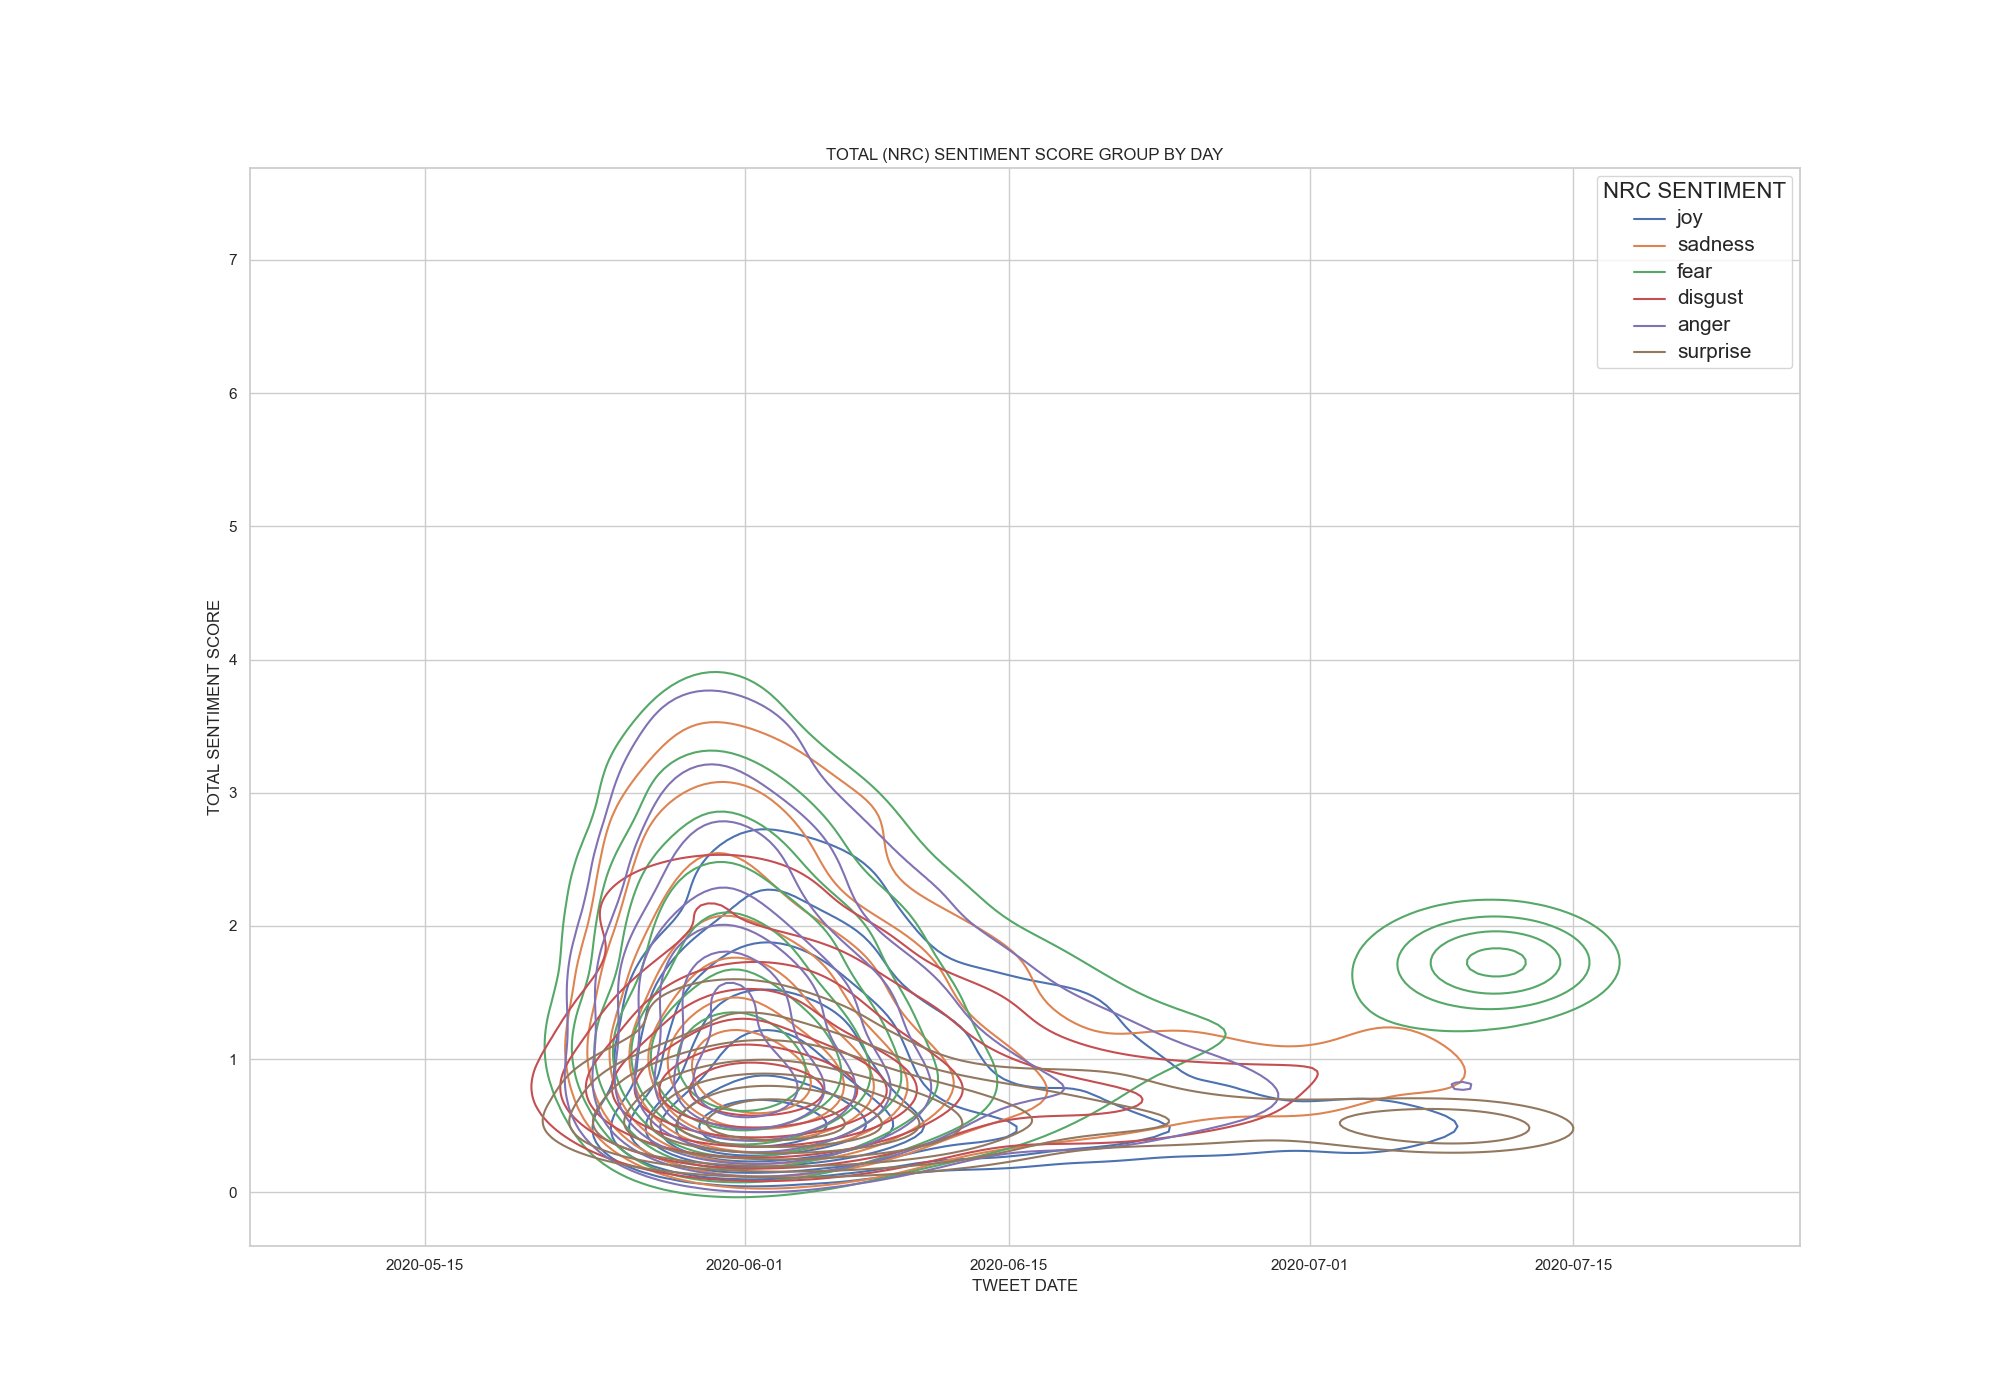 TOTAL (NRC) SENTIMENT SCORE GROUP BY DAY
NRC SENTIMENT
joy
sadness
fear
disgust
anger
surprise
TOTAL SENTIMENT SCORE
7
6
5
4
3
2
1
0
2020-05-15
2020-06-01
2020-06-15
2020-07-01
2020-07-15
TWEET DATE